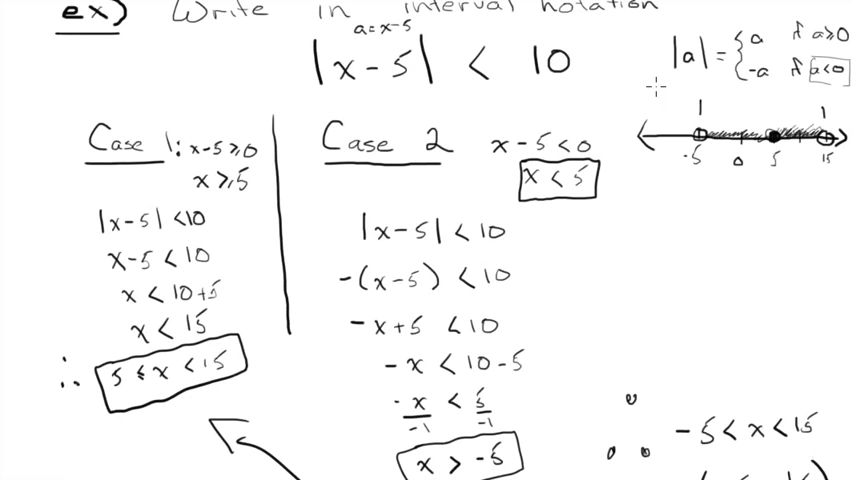 ex) Write in interval notation
a=x-5
|x-5| < 10
|a| = { a if a≥0
-a if a<0
Case 1: x-5≥0
x≥5
|x-5| <10
x-5 <10
x < 10+5
x < 15
∴ 5 ≤ x < 15
Case 2 x-5<0
x < 5
|x-5| < 10
-(x-5) < 10
-x+5 < 10
-x < 10-5
-x/-1 < 5/-1
x > -5
-5 0 5 15
∴ -5 < x < 15